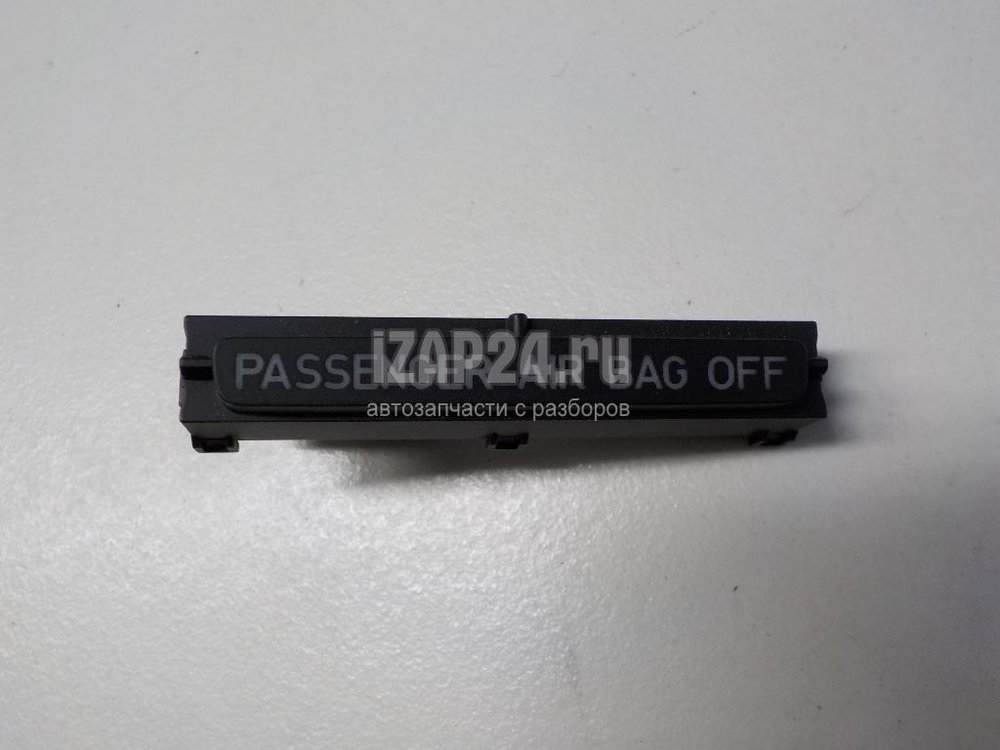 iZAP24.ru
PASSENGER AIR BAG OFF
автозапчасти с разборов